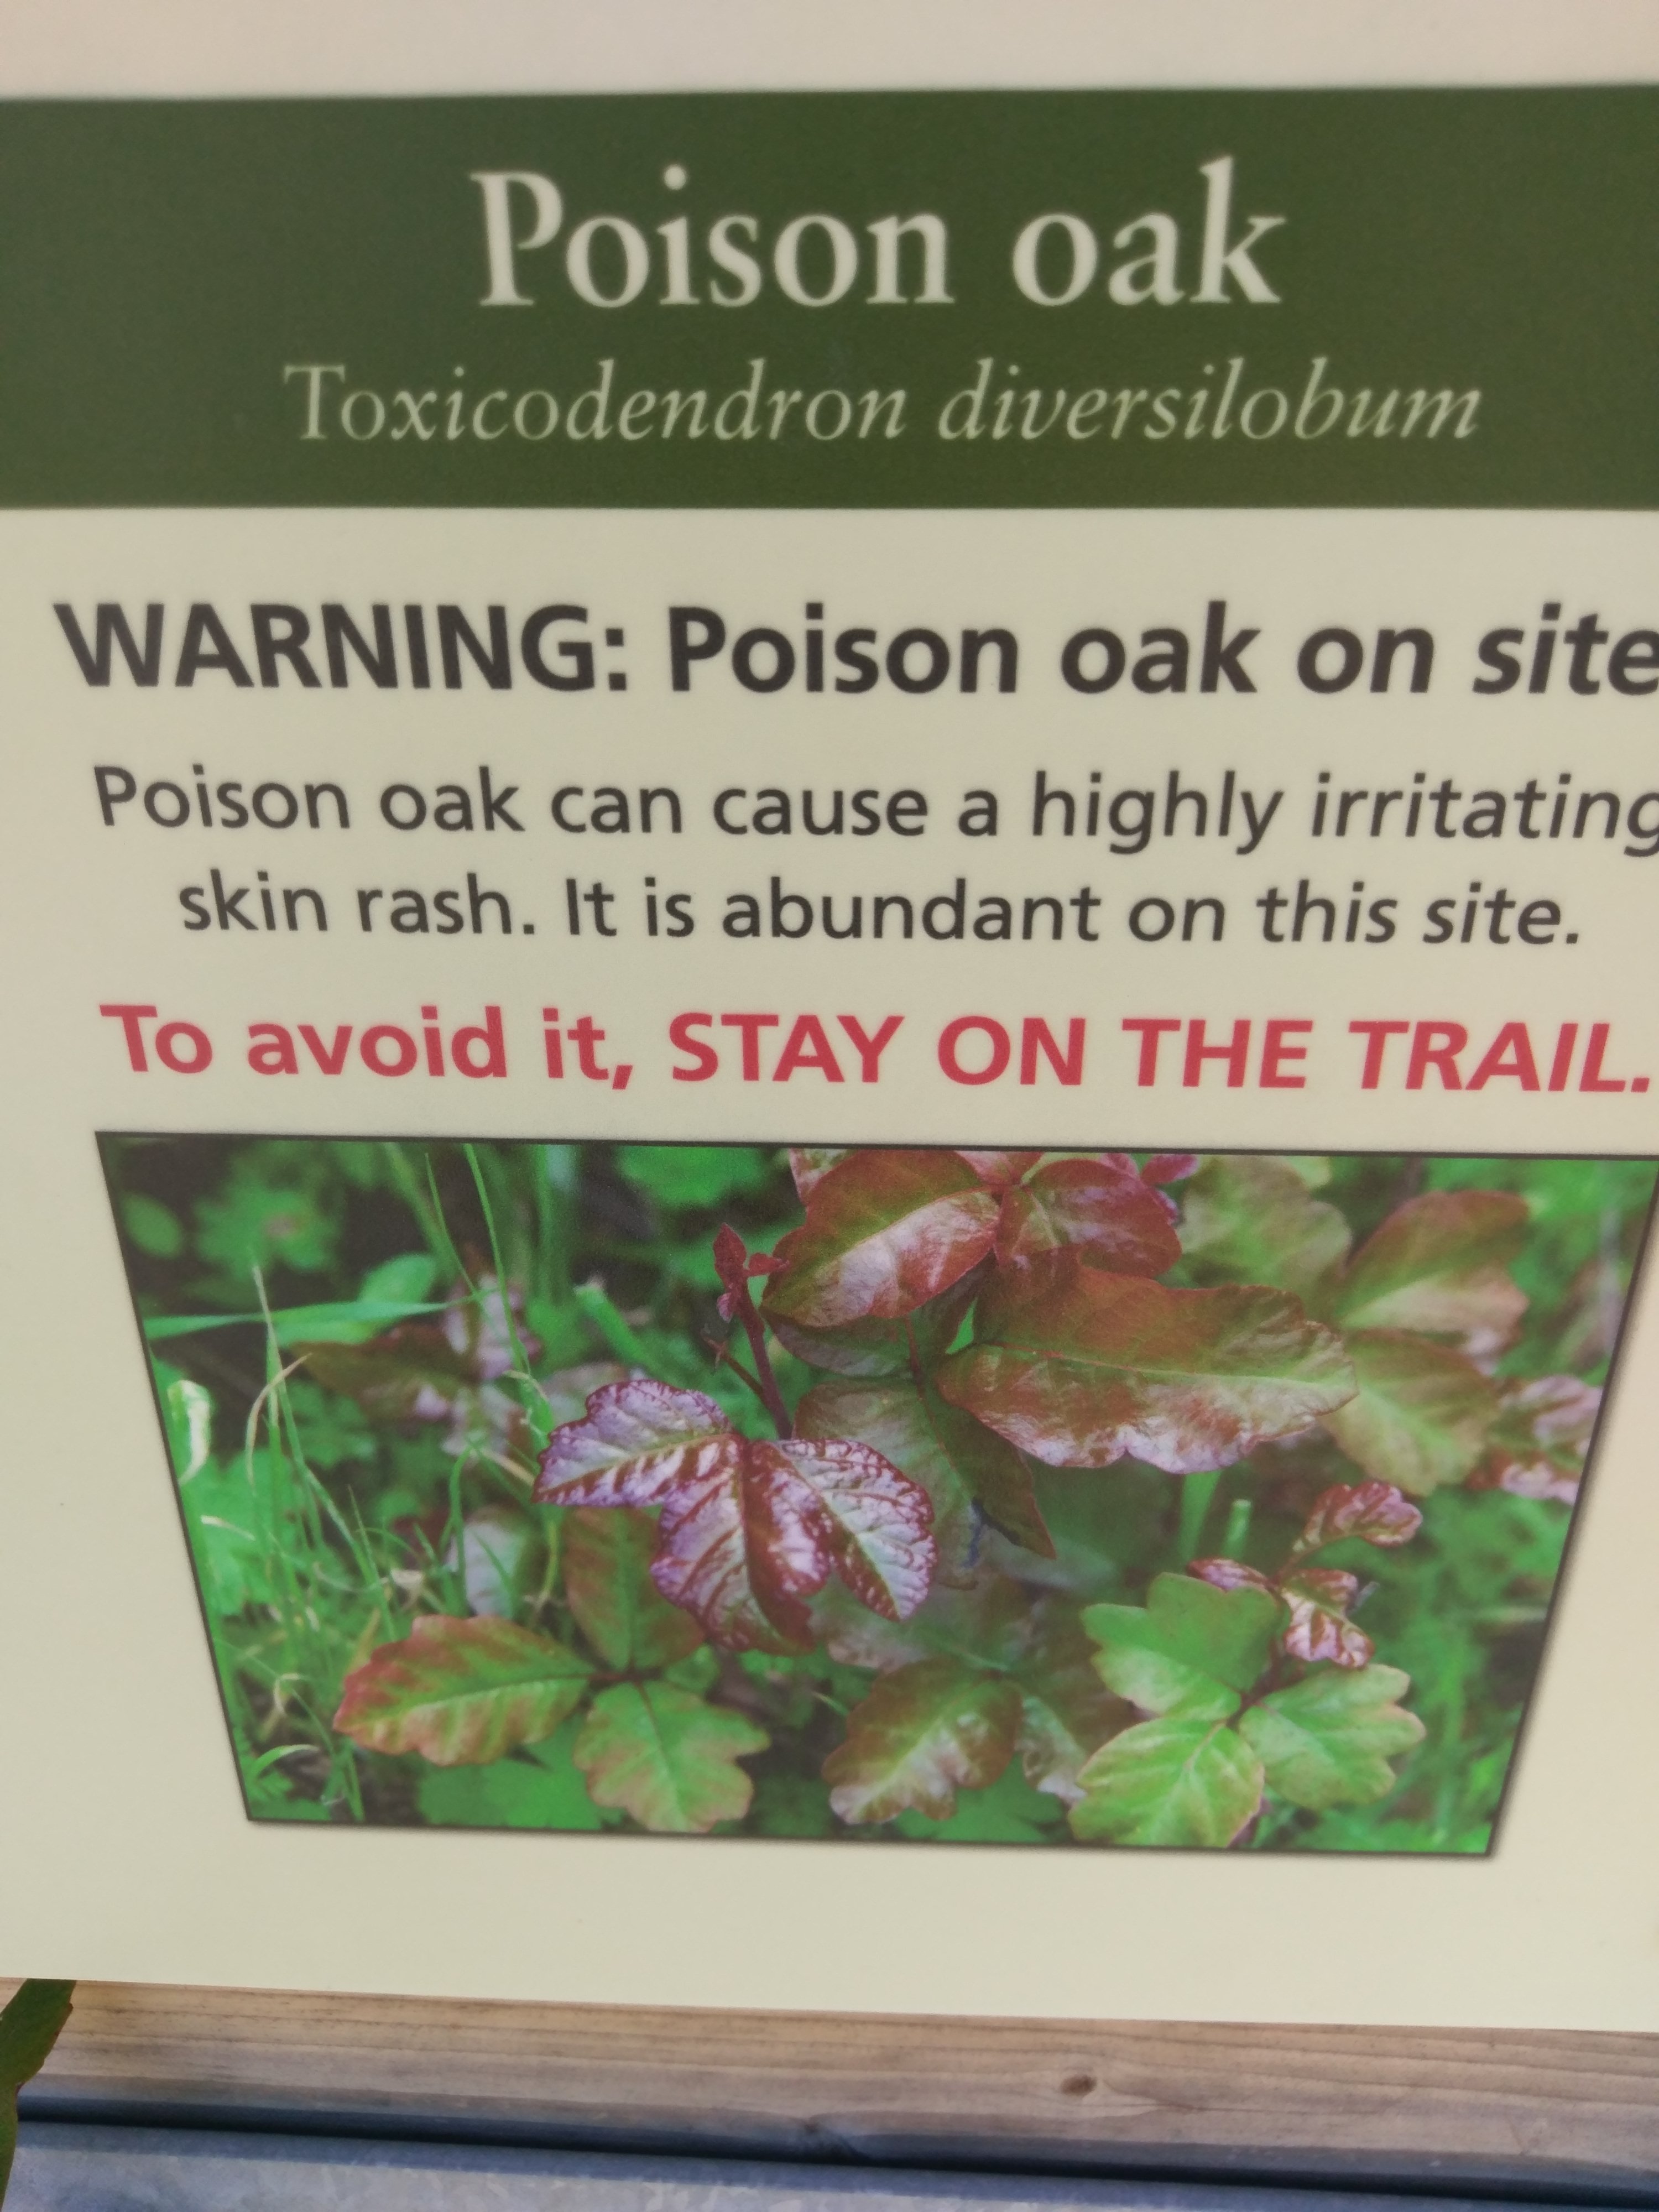 Poison oak
Toxicodendron diversilobum
WARNING: Poison oak on site
Poison oak can cause a highly irritating
skin rash. It is abundant on this site.
To avoid it, STAY ON THE TRAIL.